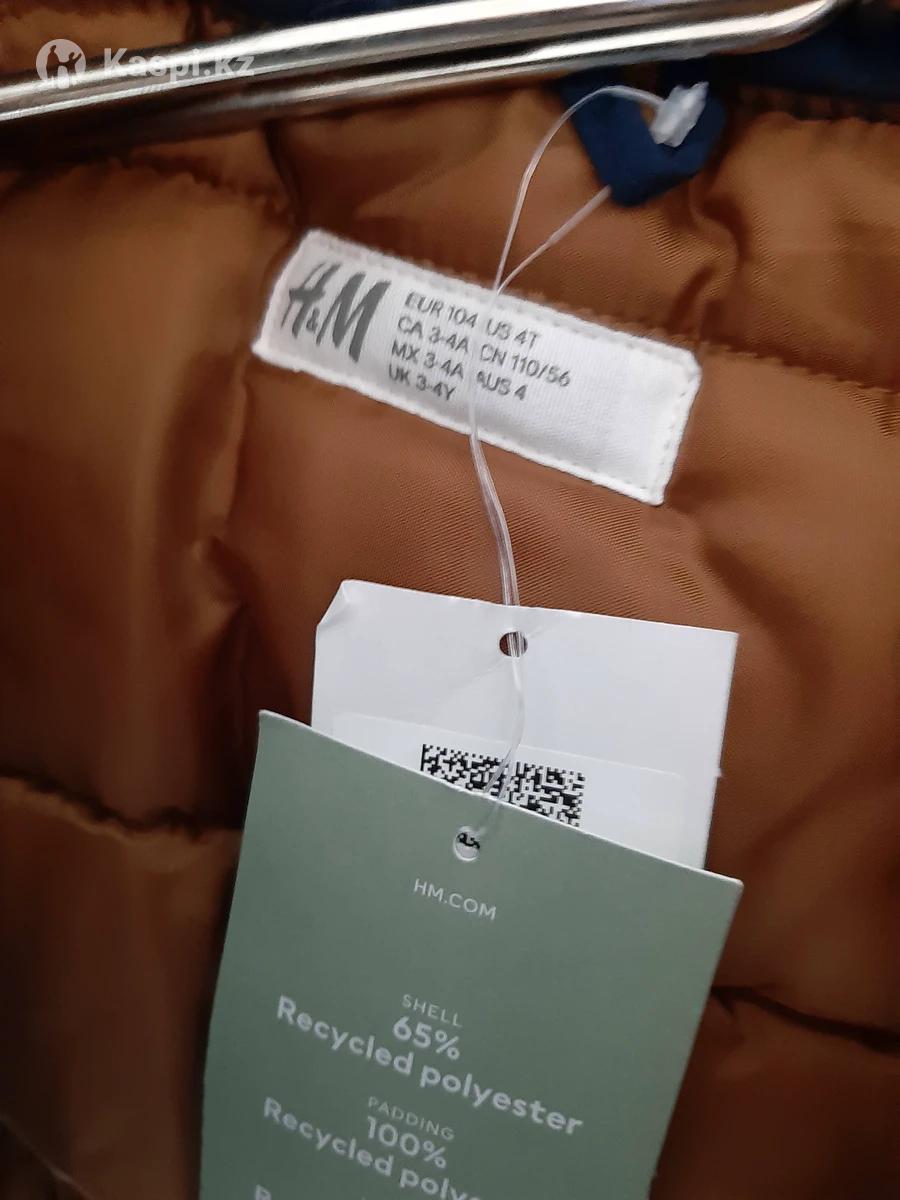 Kaspi.kz
H&M
EUR 104 US 4T
CA 3-4A CN 110/56
MX 3-4A AUS 4
UK 3-4Y
HM.COM
SHELL
65%
Recycled polyester
PADDING
100%
Recycled